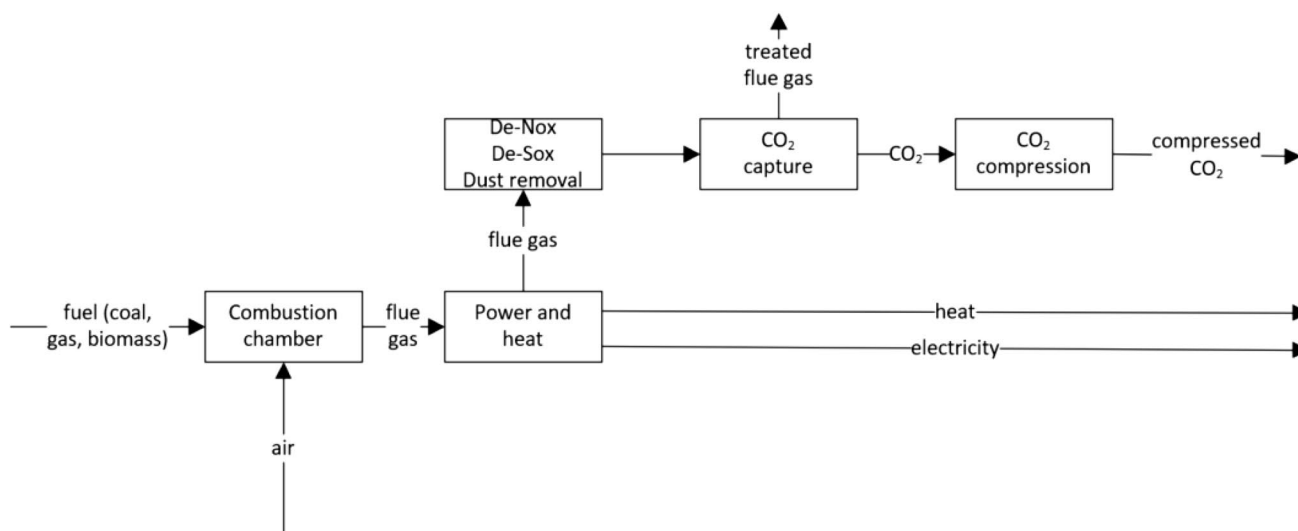 treated
flue gas
De-Nox
De-Sox
Dust removal
CO₂
capture
CO₂
CO₂
compression
compressed
CO₂
flue gas
fuel (coal,
gas, biomass)
Combustion
chamber
flue
gas
Power and
heat
heat
electricity
air